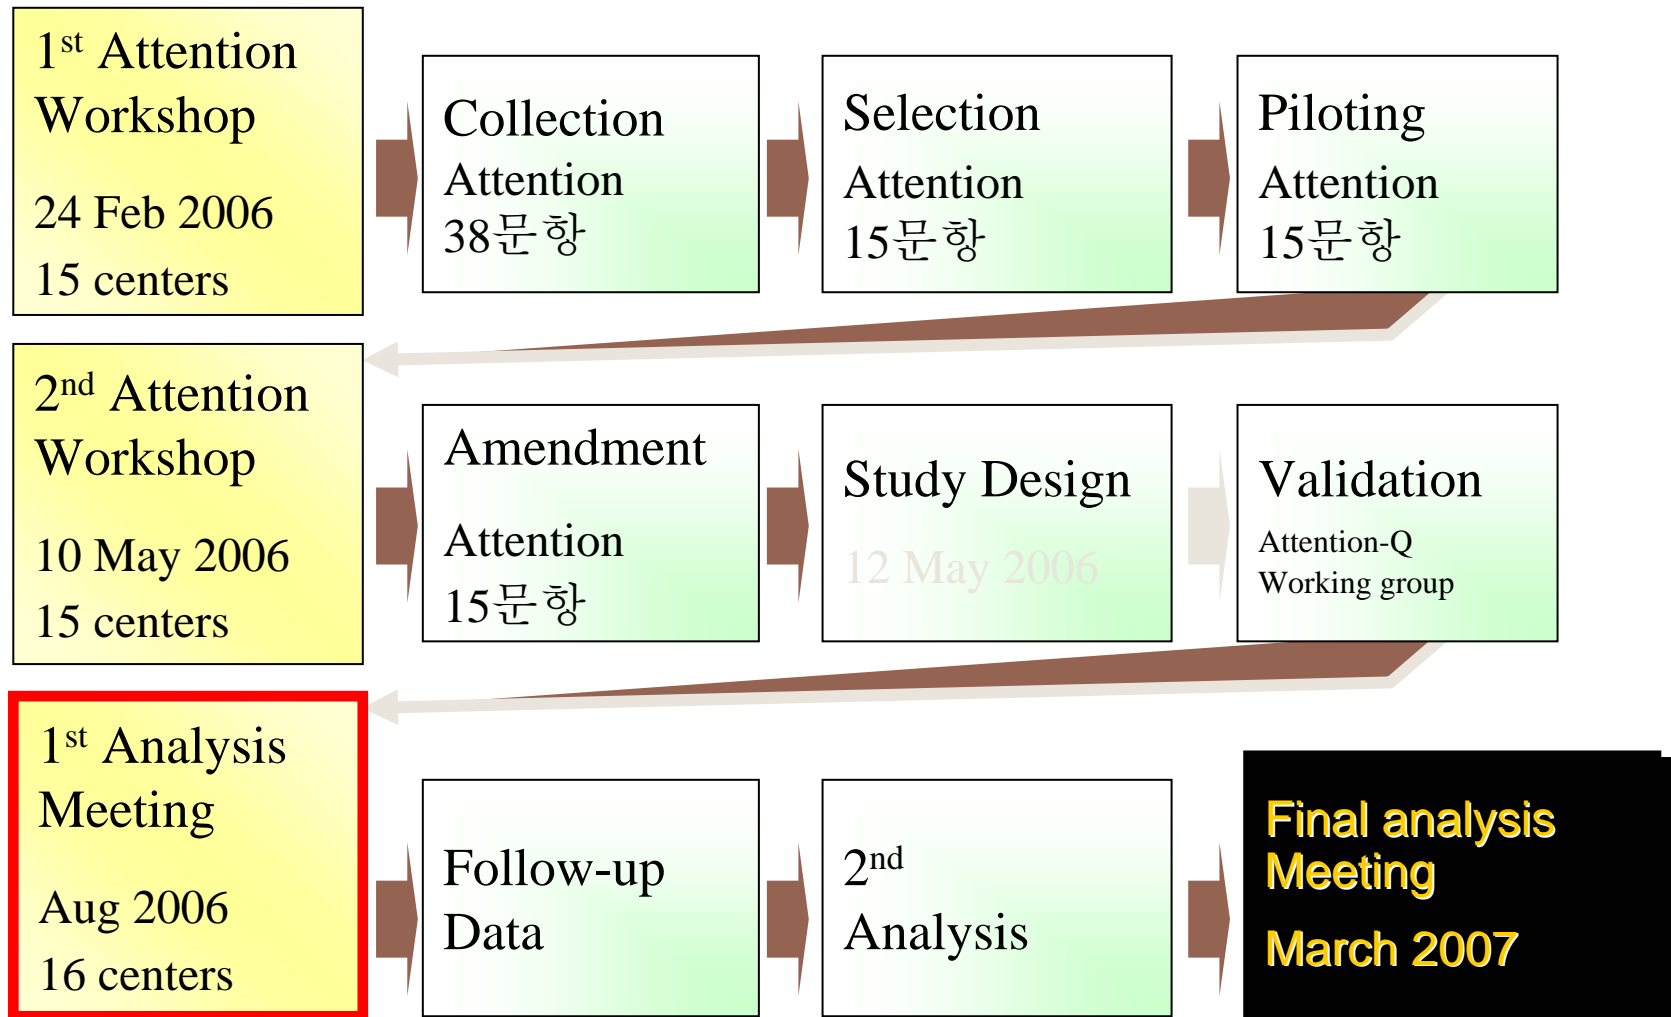 1st Attention
Workshop
24 Feb 2006
15 centers
Collection
Attention
38문항
Selection
Attention
15문항
Piloting
Attention
15문항
2nd Attention
Workshop
10 May 2006
15 centers
Amendment
Attention
15문항
Study Design
12 May 2006
Validation
Attention-Q
Working group
1st Analysis
Meeting
Aug 2006
16 centers
Follow-up
Data
2nd
Analysis
Final analysis
Meeting
March 2007